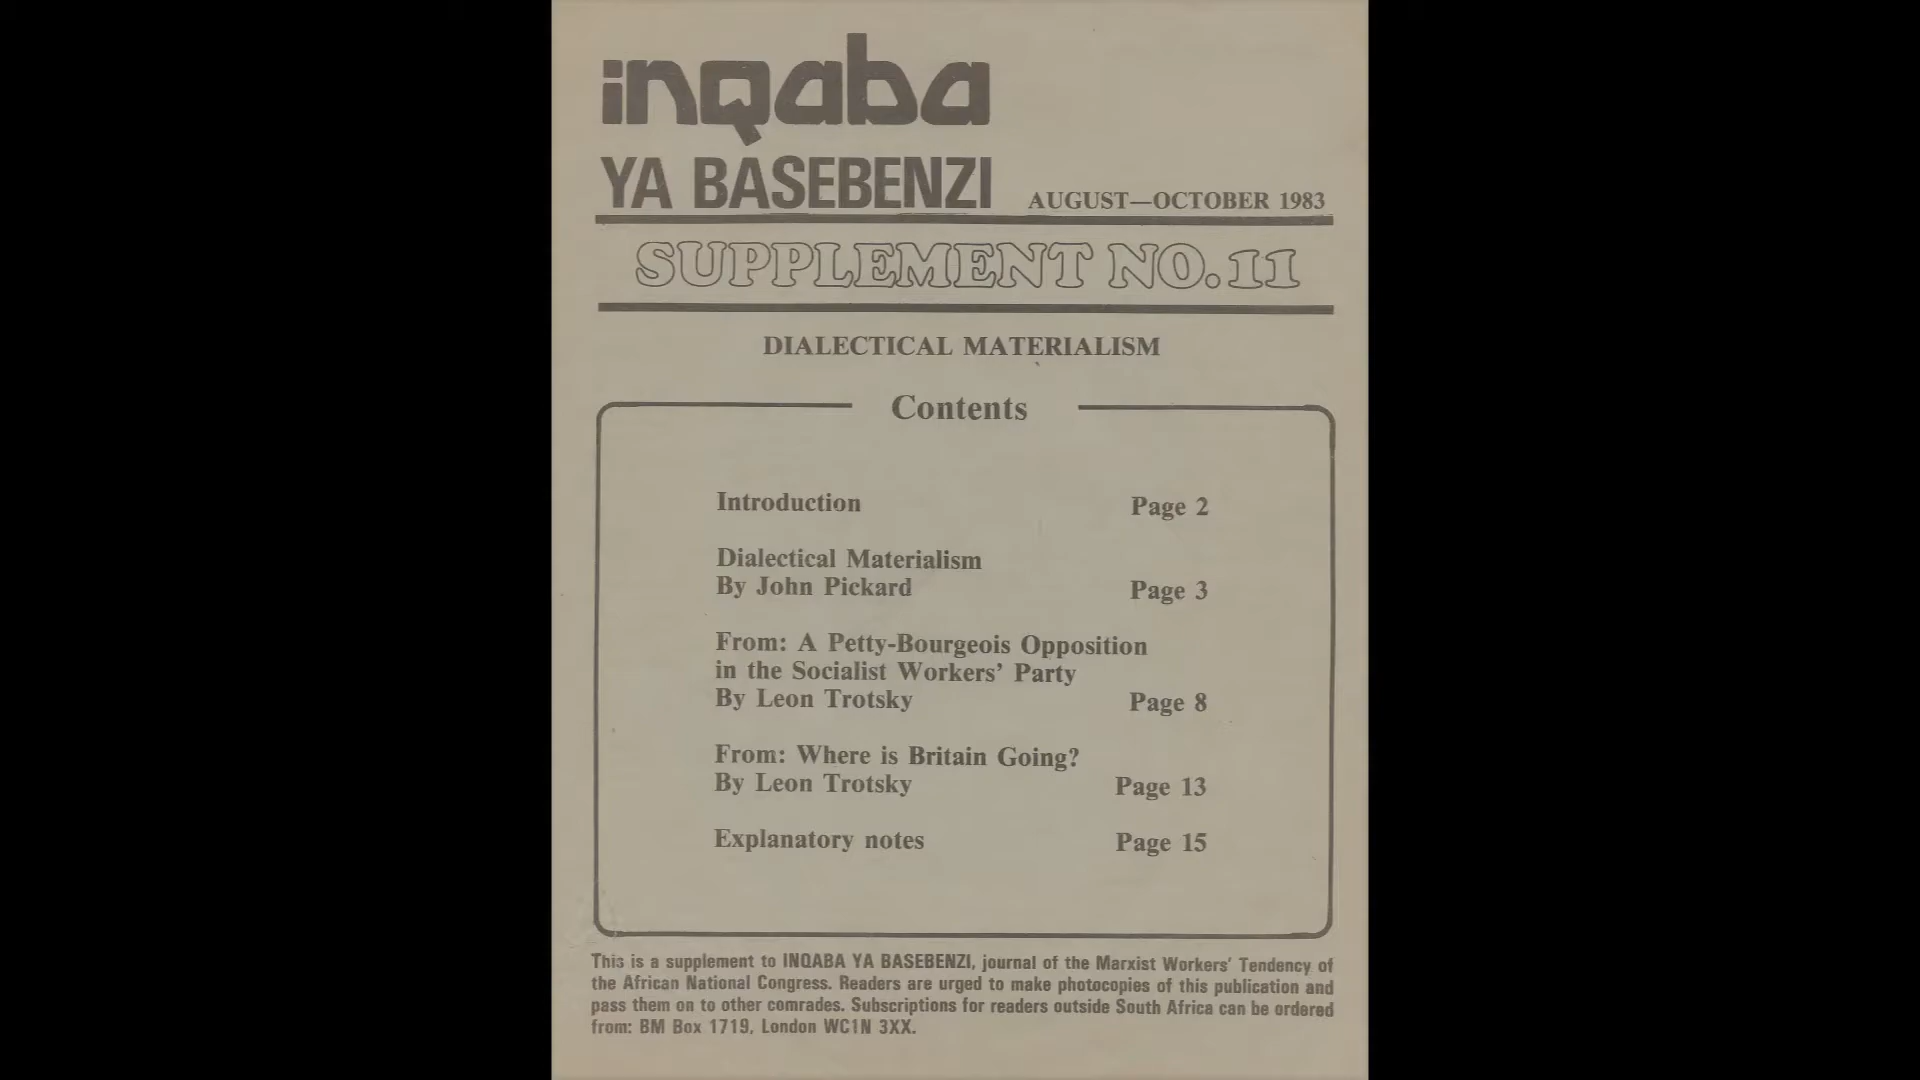 inqaba
YA BASEBENZI
AUGUST—OCTOBER 1983
SUPPLEMENT NO. 11
DIALECTICAL MATERIALISM
Contents
Introduction Page 2
Dialectical Materialism
By John Pickard Page 3
From: A Petty-Bourgeois Opposition
in the Socialist Workers' Party
By Leon Trotsky Page 8
From: Where is Britain Going?
By Leon Trotsky Page 13
Explanatory notes Page 15
This is a supplement to INQABA YA BASEBENZI, journal of the Marxist Workers' Tendency of
the African National Congress. Readers are urged to make photocopies of this publication and
pass them on to other comrades. Subscriptions for readers outside South Africa can be ordered
from: BM Box 1719, London WC1N 3XX.